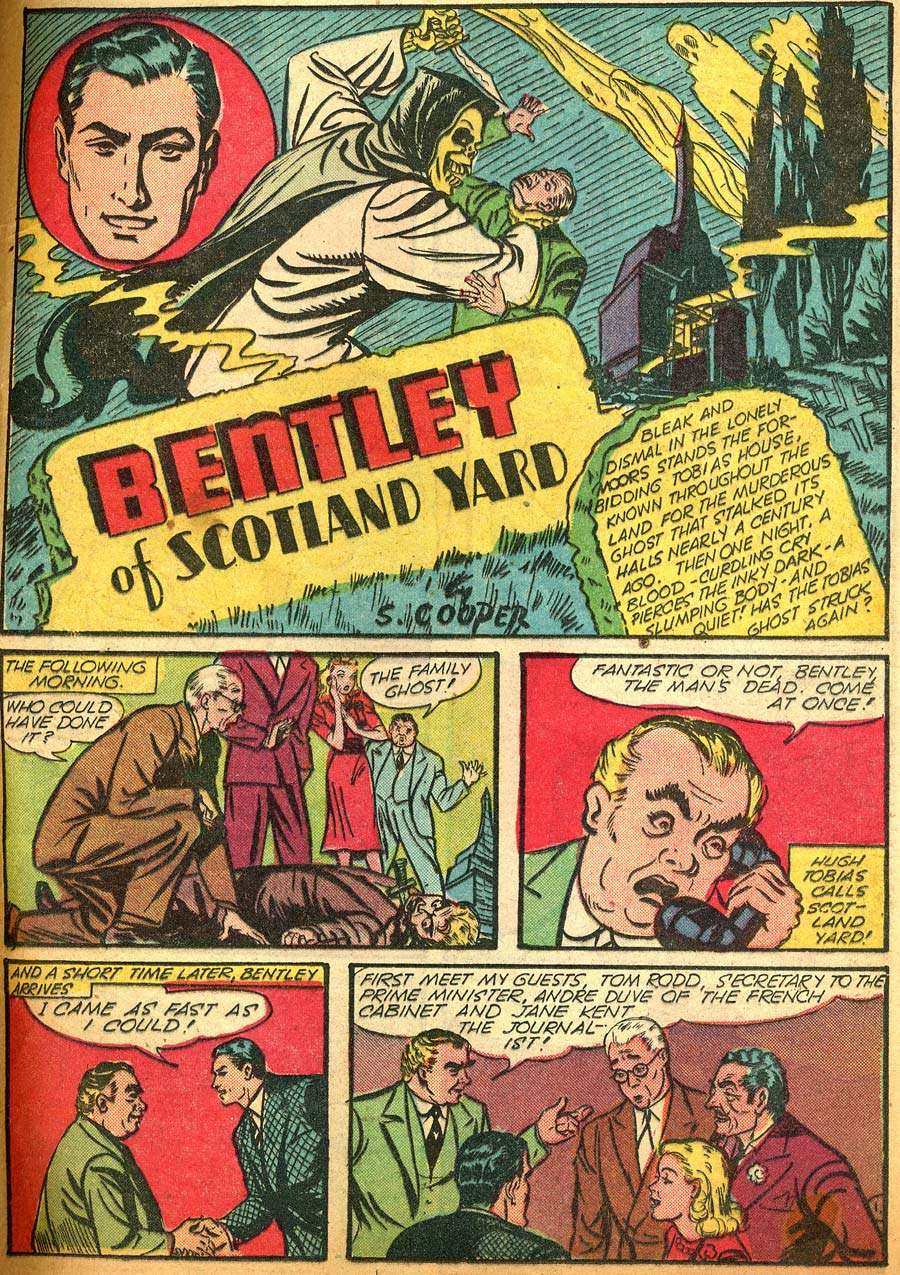 BENTLEY
of SCOTLAND YARD
by
S. COOPER
BLEAK AND
DISMAL IN THE LONELY
MOORS STANDS THE FOR-
BIDDING TOBIAS HOUSE,
KNOWN THROUGHOUT THE
LAND FOR THE MURDEROUS
GHOST THAT STALKED ITS
HALLS NEARLY A CENTURY
AGO. THEN ONE NIGHT, A
BLOOD-CURDLING CRY
PIERCES THE INKY DARK-A
SLUMPING BODY-AND
QUIET! HAS THE TOBIAS
GHOST STRUCK
AGAIN?
THE FOLLOWING
MORNING.
WHO COULD
HAVE DONE
IT?
THE FAMILY
GHOST!
FANTASTIC OR NOT, BENTLEY,
THE MAN'S DEAD. COME
AT ONCE!
HUGH
TOBIAS
CALLS
SCOT-
LAND
YARD!
AND A SHORT TIME LATER, BENTLEY
ARRIVES
I CAME AS FAST AS
I COULD!
FIRST MEET MY GUESTS, TOM RODD, SECRETARY TO THE
PRIME MINISTER, ANDRE DUVE OF THE FRENCH
CABINET AND JANE KENT
THE JOURNAL-
IST!